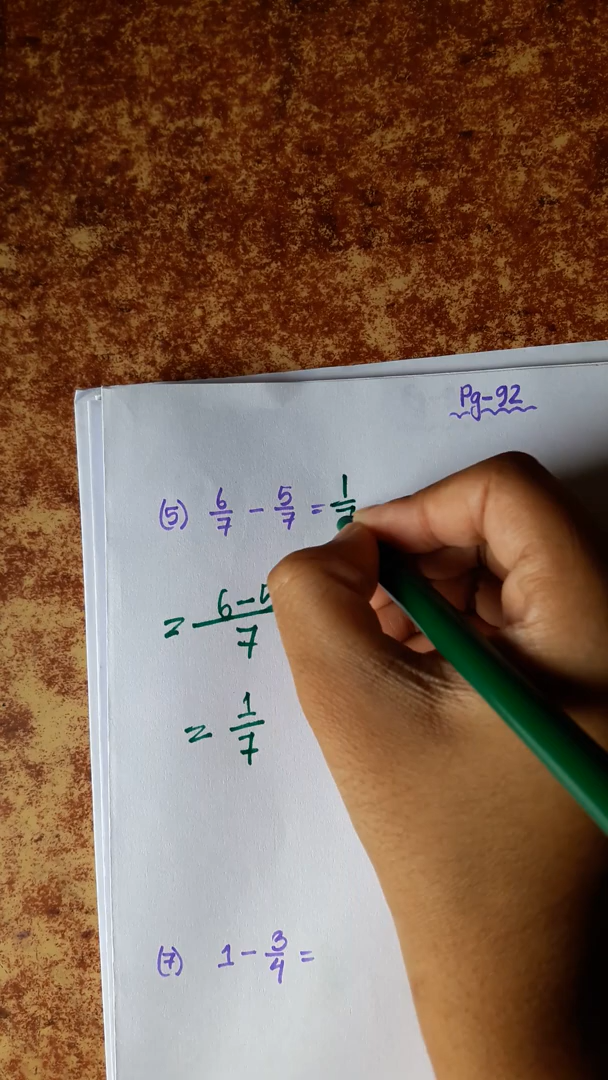 Pg-92
(5) 6/7 - 5/7 = 1/7
= 6-5/7
= 1/7
(7) 1 - 3/4 =